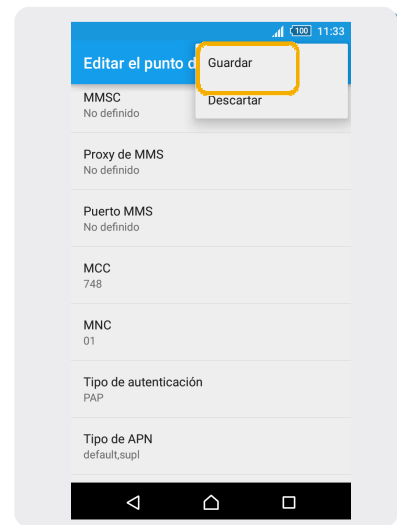 100 11:33
Editar el punto d
Guardar
Descartar
MMSC
No definido
Proxy de MMS
No definido
Puerto MMS
No definido
MCC
748
MNC
01
Tipo de autenticación
PAP
Tipo de APN
default,supl